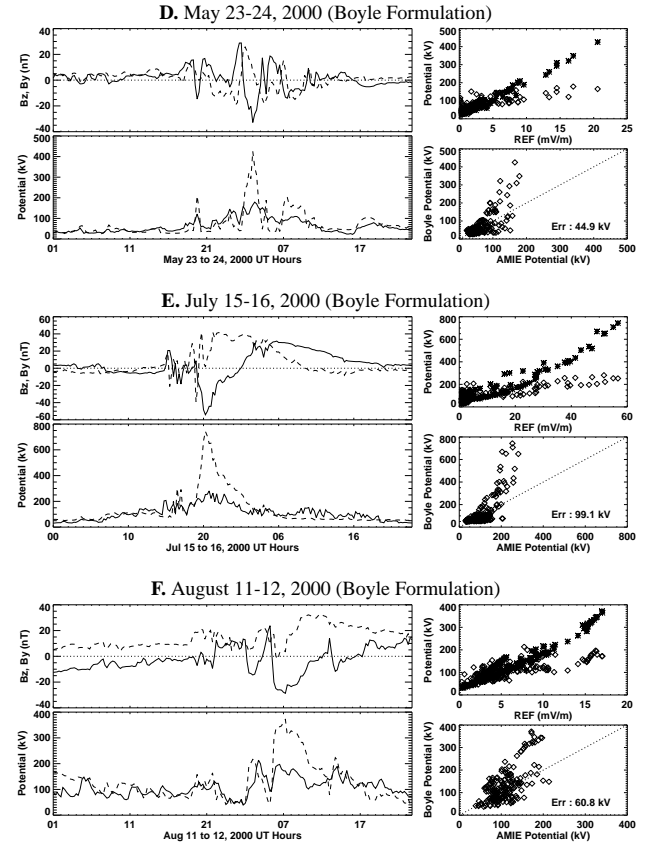 D. May 23-24, 2000 (Boyle Formulation)
Bz, By (nT)
40
20
0
-20
-40
Potential (kV)
500
400
300
200
100
0
01 11 21 07 17
May 23 to 24, 2000 UT Hours
Potential (kV)
500
400
300
200
100
0
0 5 10 15 20 25
REF (mV/m)
Boyle Potential (kV)
500
400
300
200
100
0
Err : 44.9 kV
0 100 200 300 400 500
AMIE Potential (kV)
E. July 15-16, 2000 (Boyle Formulation)
Bz, By (nT)
60
40
20
0
-20
-40
-60
Potential (kV)
800
600
400
200
0
00 10 20 06 16
Jul 15 to 16, 2000 UT Hours
Potential (kV)
800
600
400
200
0
0 20 40 60
REF (mV/m)
Boyle Potential (kV)
800
600
400
200
0
Err : 99.1 kV
0 200 400 600 800
AMIE Potential (kV)
F. August 11-12, 2000 (Boyle Formulation)
Bz, By (nT)
40
20
0
-20
-40
Potential (kV)
400
300
200
100
0
01 11 21 07 17
Aug 11 to 12, 2000 UT Hours
Potential (kV)
400
300
200
100
0
0 5 10 15 20
REF (mV/m)
Boyle Potential (kV)
400
300
200
100
0
Err : 60.8 kV
0 100 200 300 400
AMIE Potential (kV)